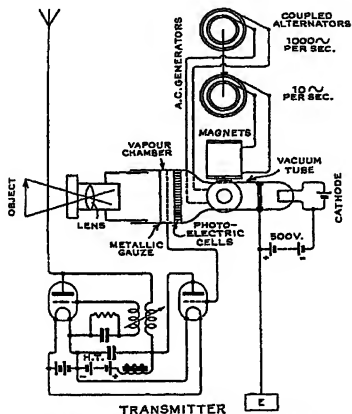 COUPLED
ALTERNATORS
1000~
PER SEC.
A.C. GENERATORS
10~
PER SEC.
MAGNETS
VAPOUR
CHAMBER
VACUUM
TUBE
OBJECT
LENS
METALLIC
GAUZE
PHOTO-
ELECTRIC
CELLS
CATHODE
500V.
+
-
H.T.
-
+
E
TRANSMITTER